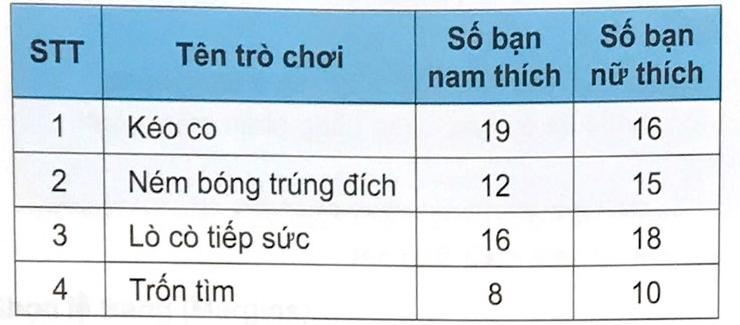 STT Tên trò chơi Số bạn nam thích Số bạn nữ thích
1 Kéo co 19 16
2 Ném bóng trúng đích 12 15
3 Lò cò tiếp sức 16 18
4 Trốn tìm 8 10